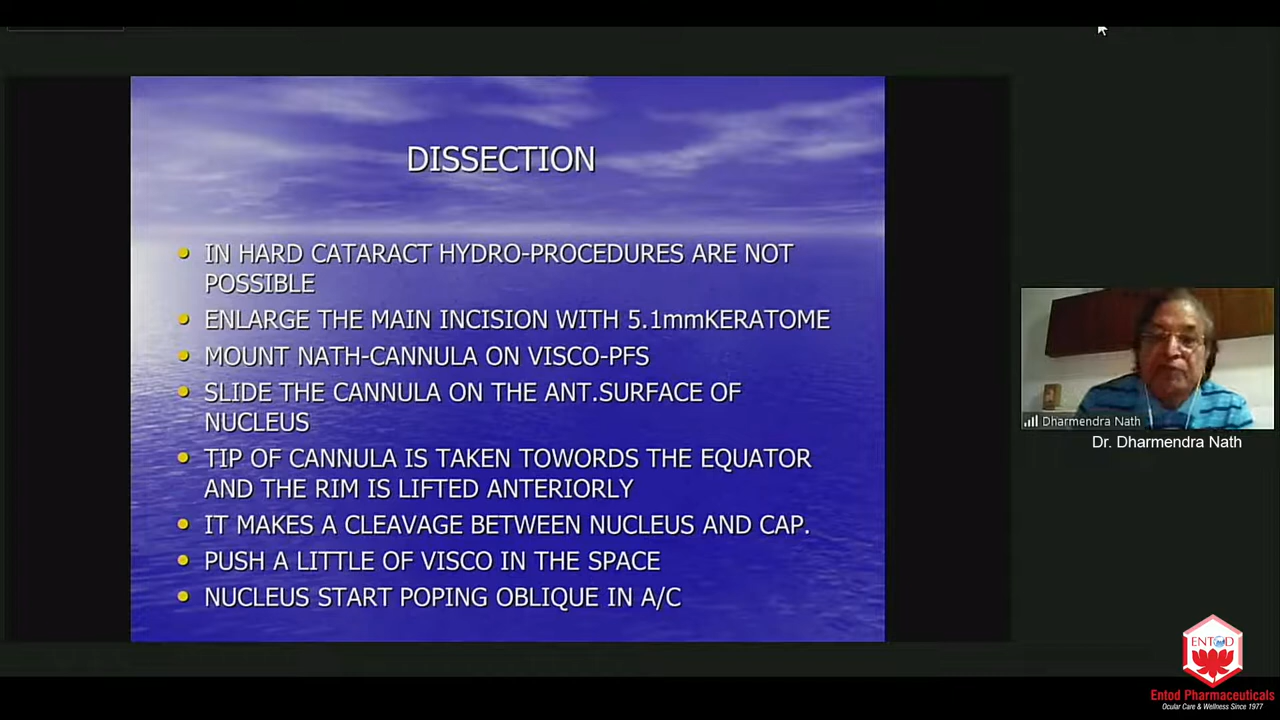 DISSECTION
IN HARD CATARACT HYDRO-PROCEDURES ARE NOT
POSSIBLE
ENLARGE THE MAIN INCISION WITH 5.1mmKERATOME
MOUNT NATH-CANNULA ON VISCO-PFS
SLIDE THE CANNULA ON THE ANT.SURFACE OF
NUCLEUS
TIP OF CANNULA IS TAKEN TOWORDS THE EQUATOR
AND THE RIM IS LIFTED ANTERIORLY
IT MAKES A CLEAVAGE BETWEEN NUCLEUS AND CAP.
PUSH A LITTLE OF VISCO IN THE SPACE
NUCLEUS START POPING OBLIQUE IN A/C
Dharmendra Nath
Dr. Dharmendra Nath
ENTOD
Entod Pharmaceuticals
Ocular Care & Wellness Since 1977